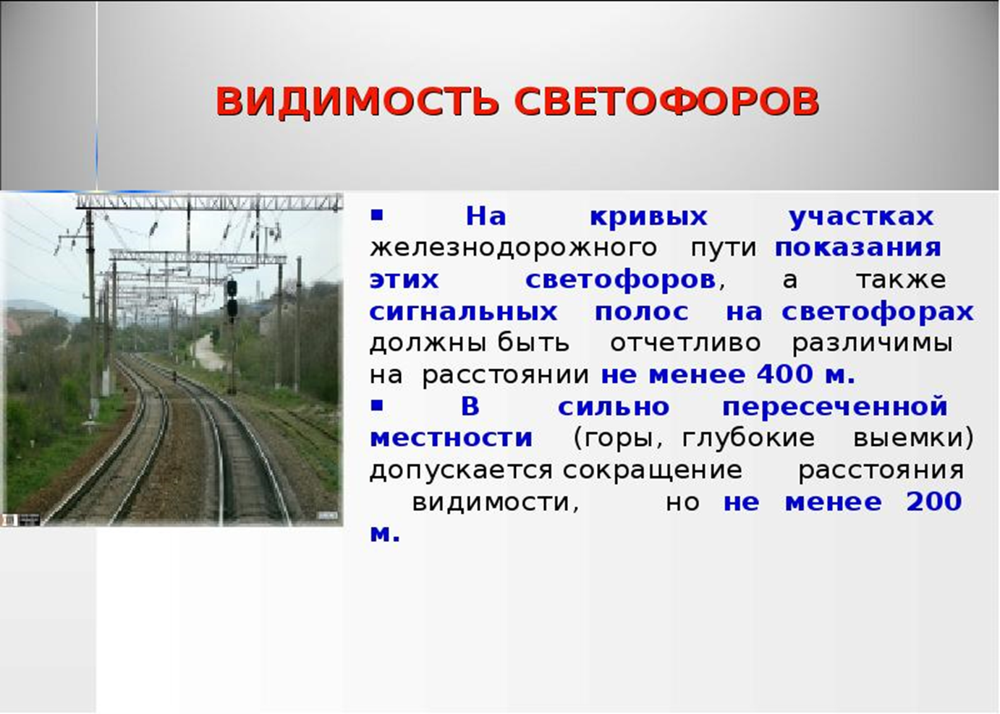 ВИДИМОСТЬ СВЕТОФОРОВ
▪ На кривых участках
железнодорожного пути показания
этих светофоров, а также
сигнальных полос на светофорах
должны быть отчетливо различимы
на расстоянии не менее 400 м.
▪ В сильно пересеченной
местности (горы, глубокие выемки)
допускается сокращение расстояния
видимости, но не менее 200
м.